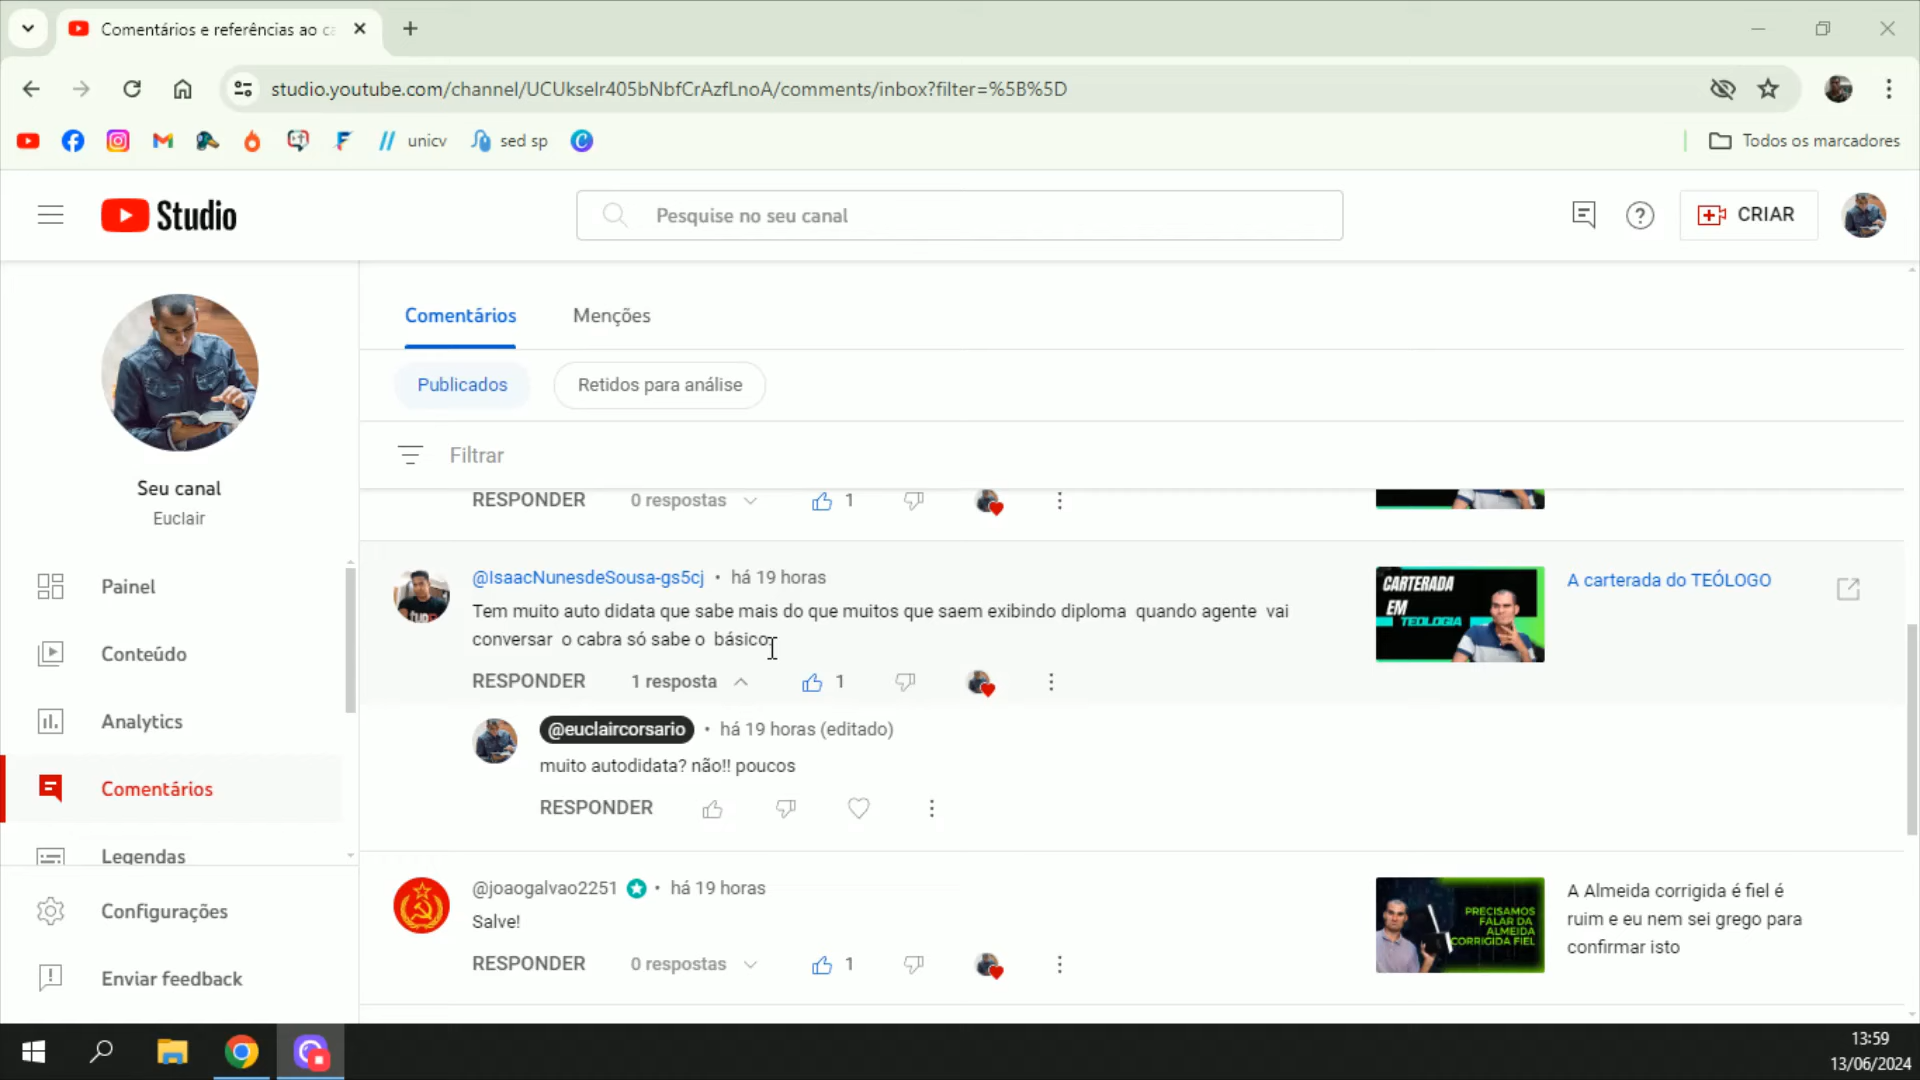 Comentários e referências ao ca
studio.youtube.com/channel/UCUkseIr405bNbfCrAzfLnoA/comments/inbox?filter=%5B%5D
unicv
sed sp
Todos os marcadores
Studio
Pesquise no seu canal
CRIAR
Seu canal
Euclair
Painel
Conteúdo
Analytics
Comentários
Legendas
Configurações
Enviar feedback
Comentários Menções
Publicados Retidos para análise
Filtrar
RESPONDER 0 respostas 1
@IsaacNunesdeSousa-gs5cj • há 19 horas
Tem muito auto didata que sabe mais do que muitos que saem exibindo diploma quando agente vai
conversar o cabra só sabe o básico
RESPONDER 1 resposta 1
CARTERADA
EM
TEOLOGIA
A carterada do TEÓLOGO
@euclaircorsario • há 19 horas (editado)
muito autodidata? não!! poucos
RESPONDER
@joaogalvao2251 • há 19 horas
Salve!
RESPONDER 0 respostas 1
PRECISAMOS
FALAR DA
ALMEIDA
CORRIGIDA FIEL
A Almeida corrigida é fiel é
ruim e eu nem sei grego para
confirmar isto
13:59
13/06/2024